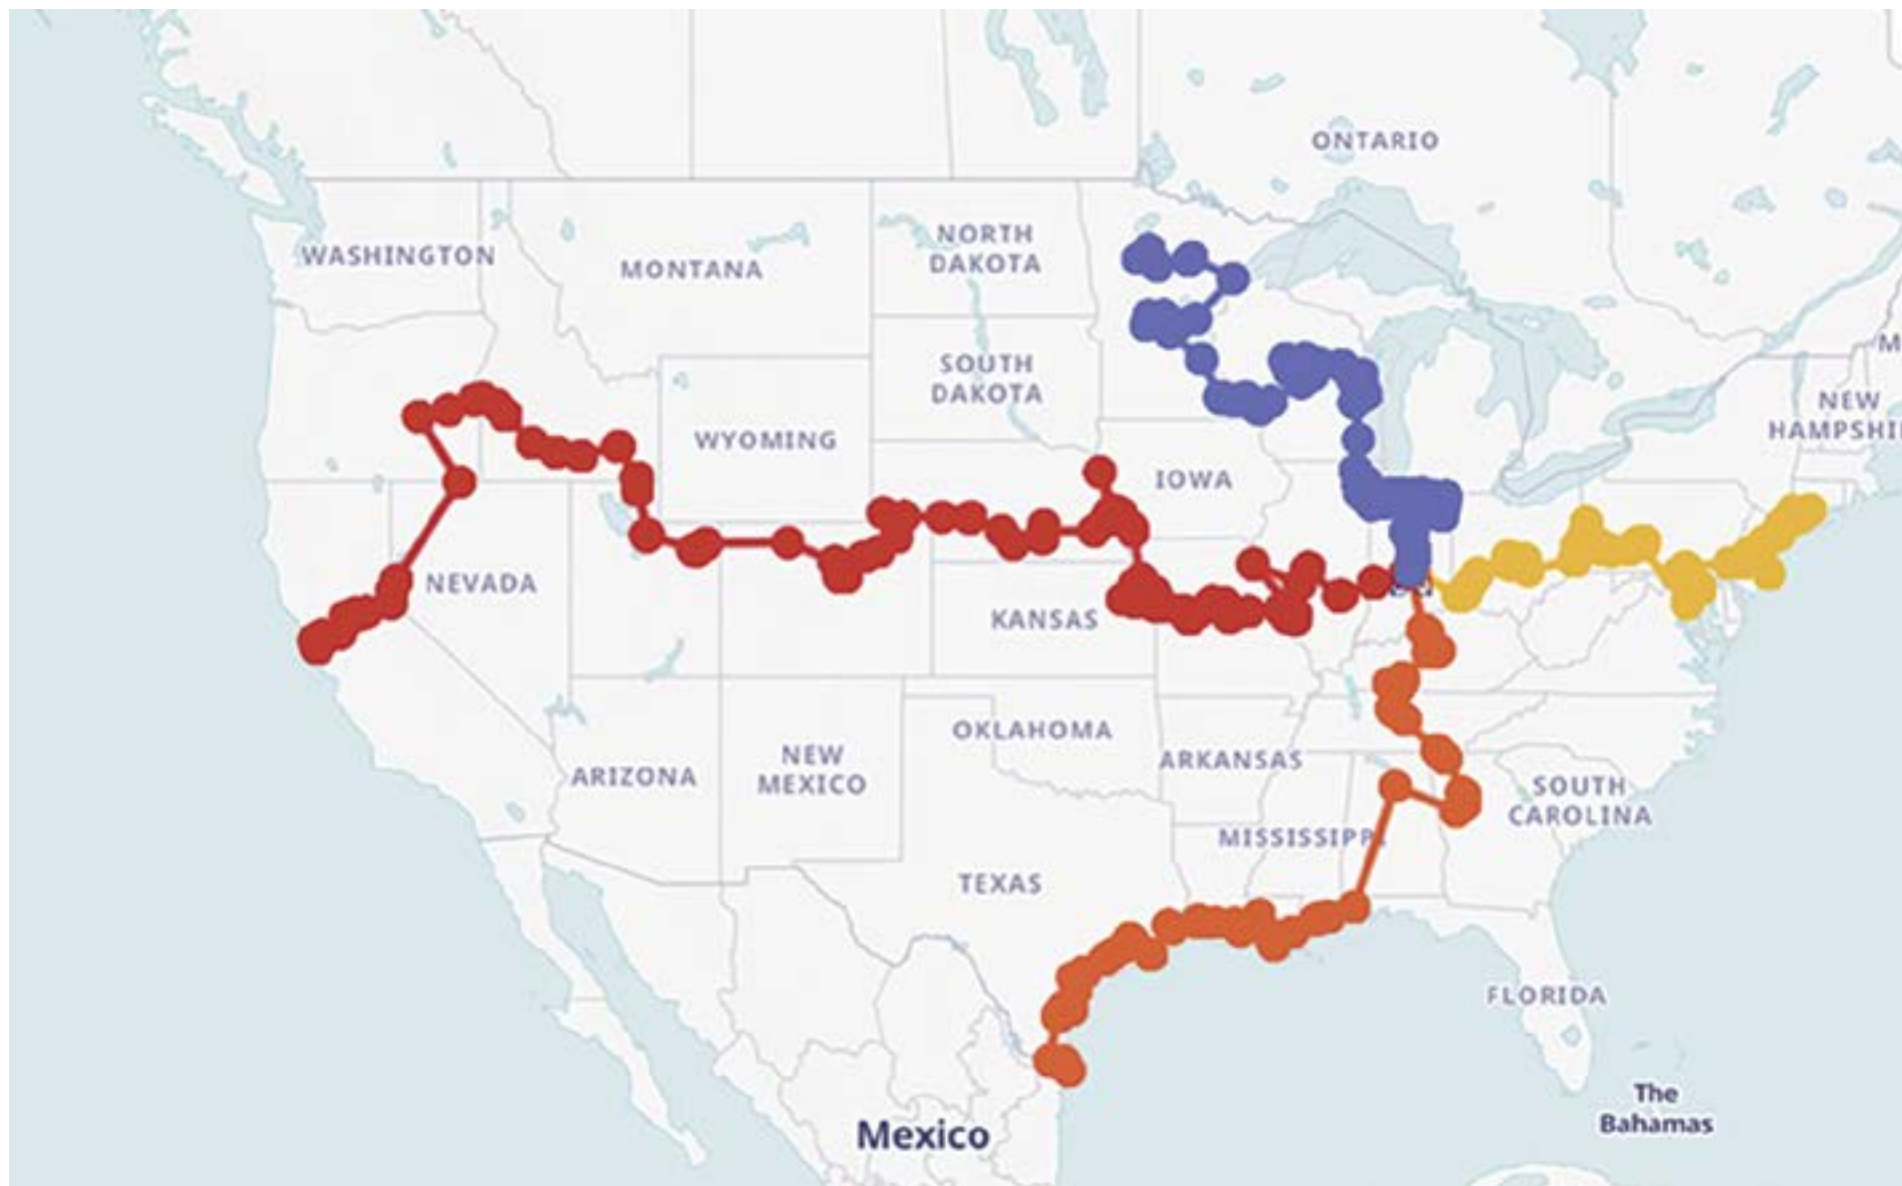 ONTARIO
WASHINGTON
MONTANA
NORTH
DAKOTA
SOUTH
DAKOTA
M
NEW
HAMPSHI
WYOMING
IOWA
NEVADA
KANSAS
OKLAHOMA
ARKANSAS
ARIZONA
NEW
MEXICO
SOUTH
CAROLINA
MISSISSIPP
TEXAS
FLORIDA
The
Bahamas
Mexico